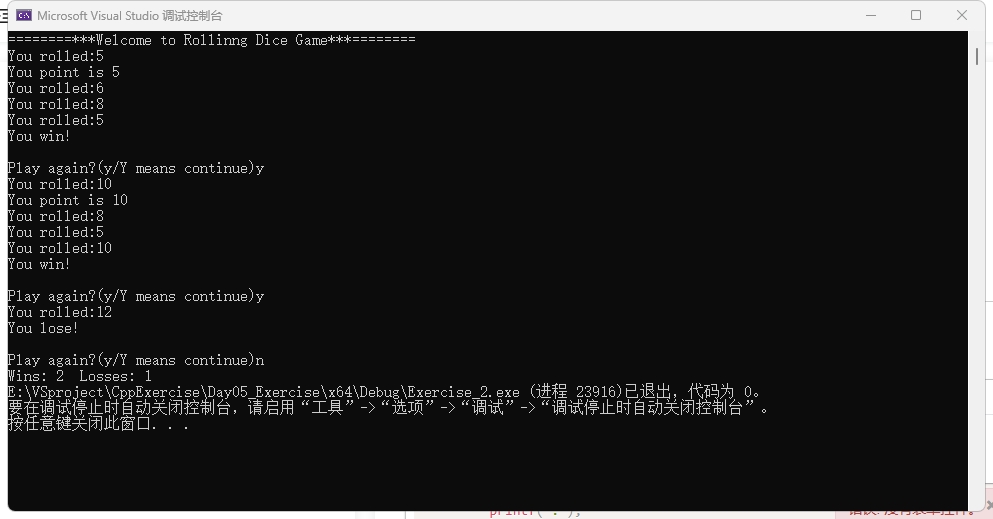 Microsoft Visual Studio 调试控制台
========***Welcome to Rollinng Dice Game***========
You rolled:5
You point is 5
You rolled:6
You rolled:8
You rolled:5
You win!
Play again?(y/Y means continue)y
You rolled:10
You point is 10
You rolled:8
You rolled:5
You rolled:10
You win!
Play again?(y/Y means continue)y
You rolled:12
You lose!
Play again?(y/Y means continue)n
Wins: 2  Losses: 1
E:\VSproject\CppExercise\Day05_Exercise\x64\Debug\Exercise_2.exe (进程 23916)已退出，代码为 0。
要在调试停止时自动关闭控制台，请启用“工具”->“选项”->“调试”->“调试停止时自动关闭控制台”。
按任意键关闭此窗口. . .